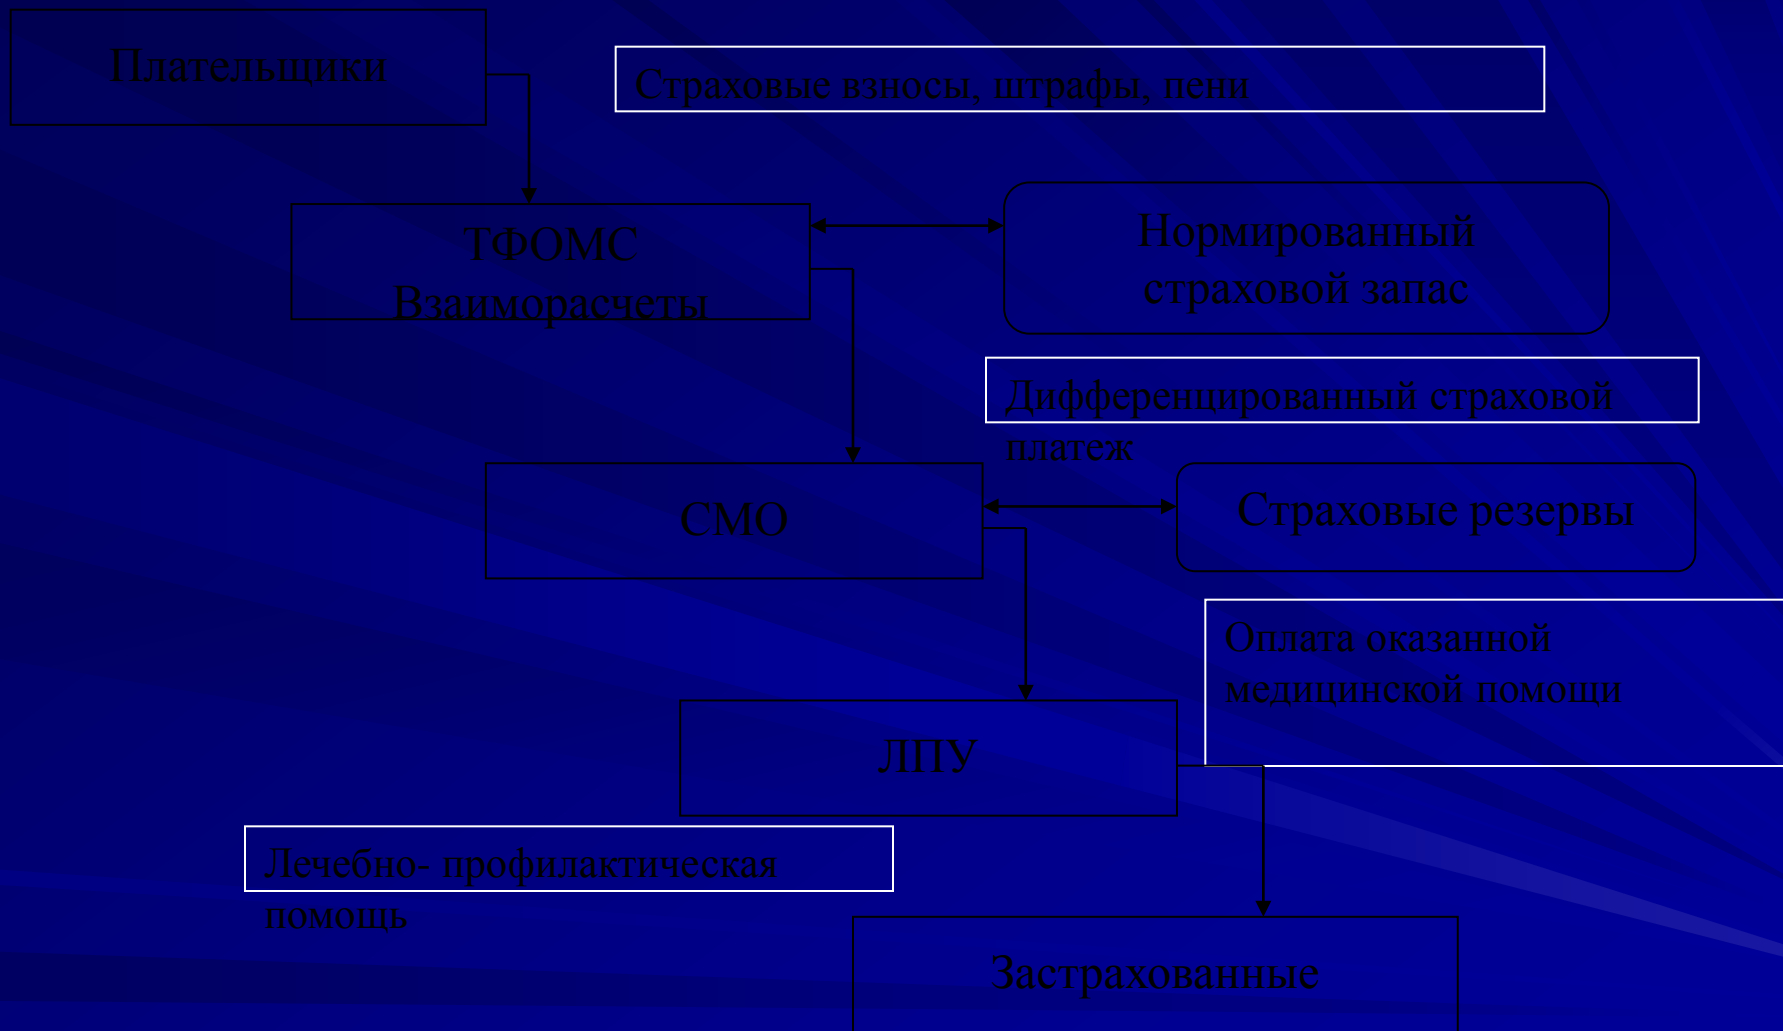 Плательщики
Страховые взносы, штрафы, пени
ТФОМС
Взаиморасчеты
Нормированный
страховой запас
Дифференцированный страховой
платеж
СМО
Страховые резервы
Оплата оказанной
медицинской помощи
ЛПУ
Лечебно- профилактическая
помощь
Застрахованные